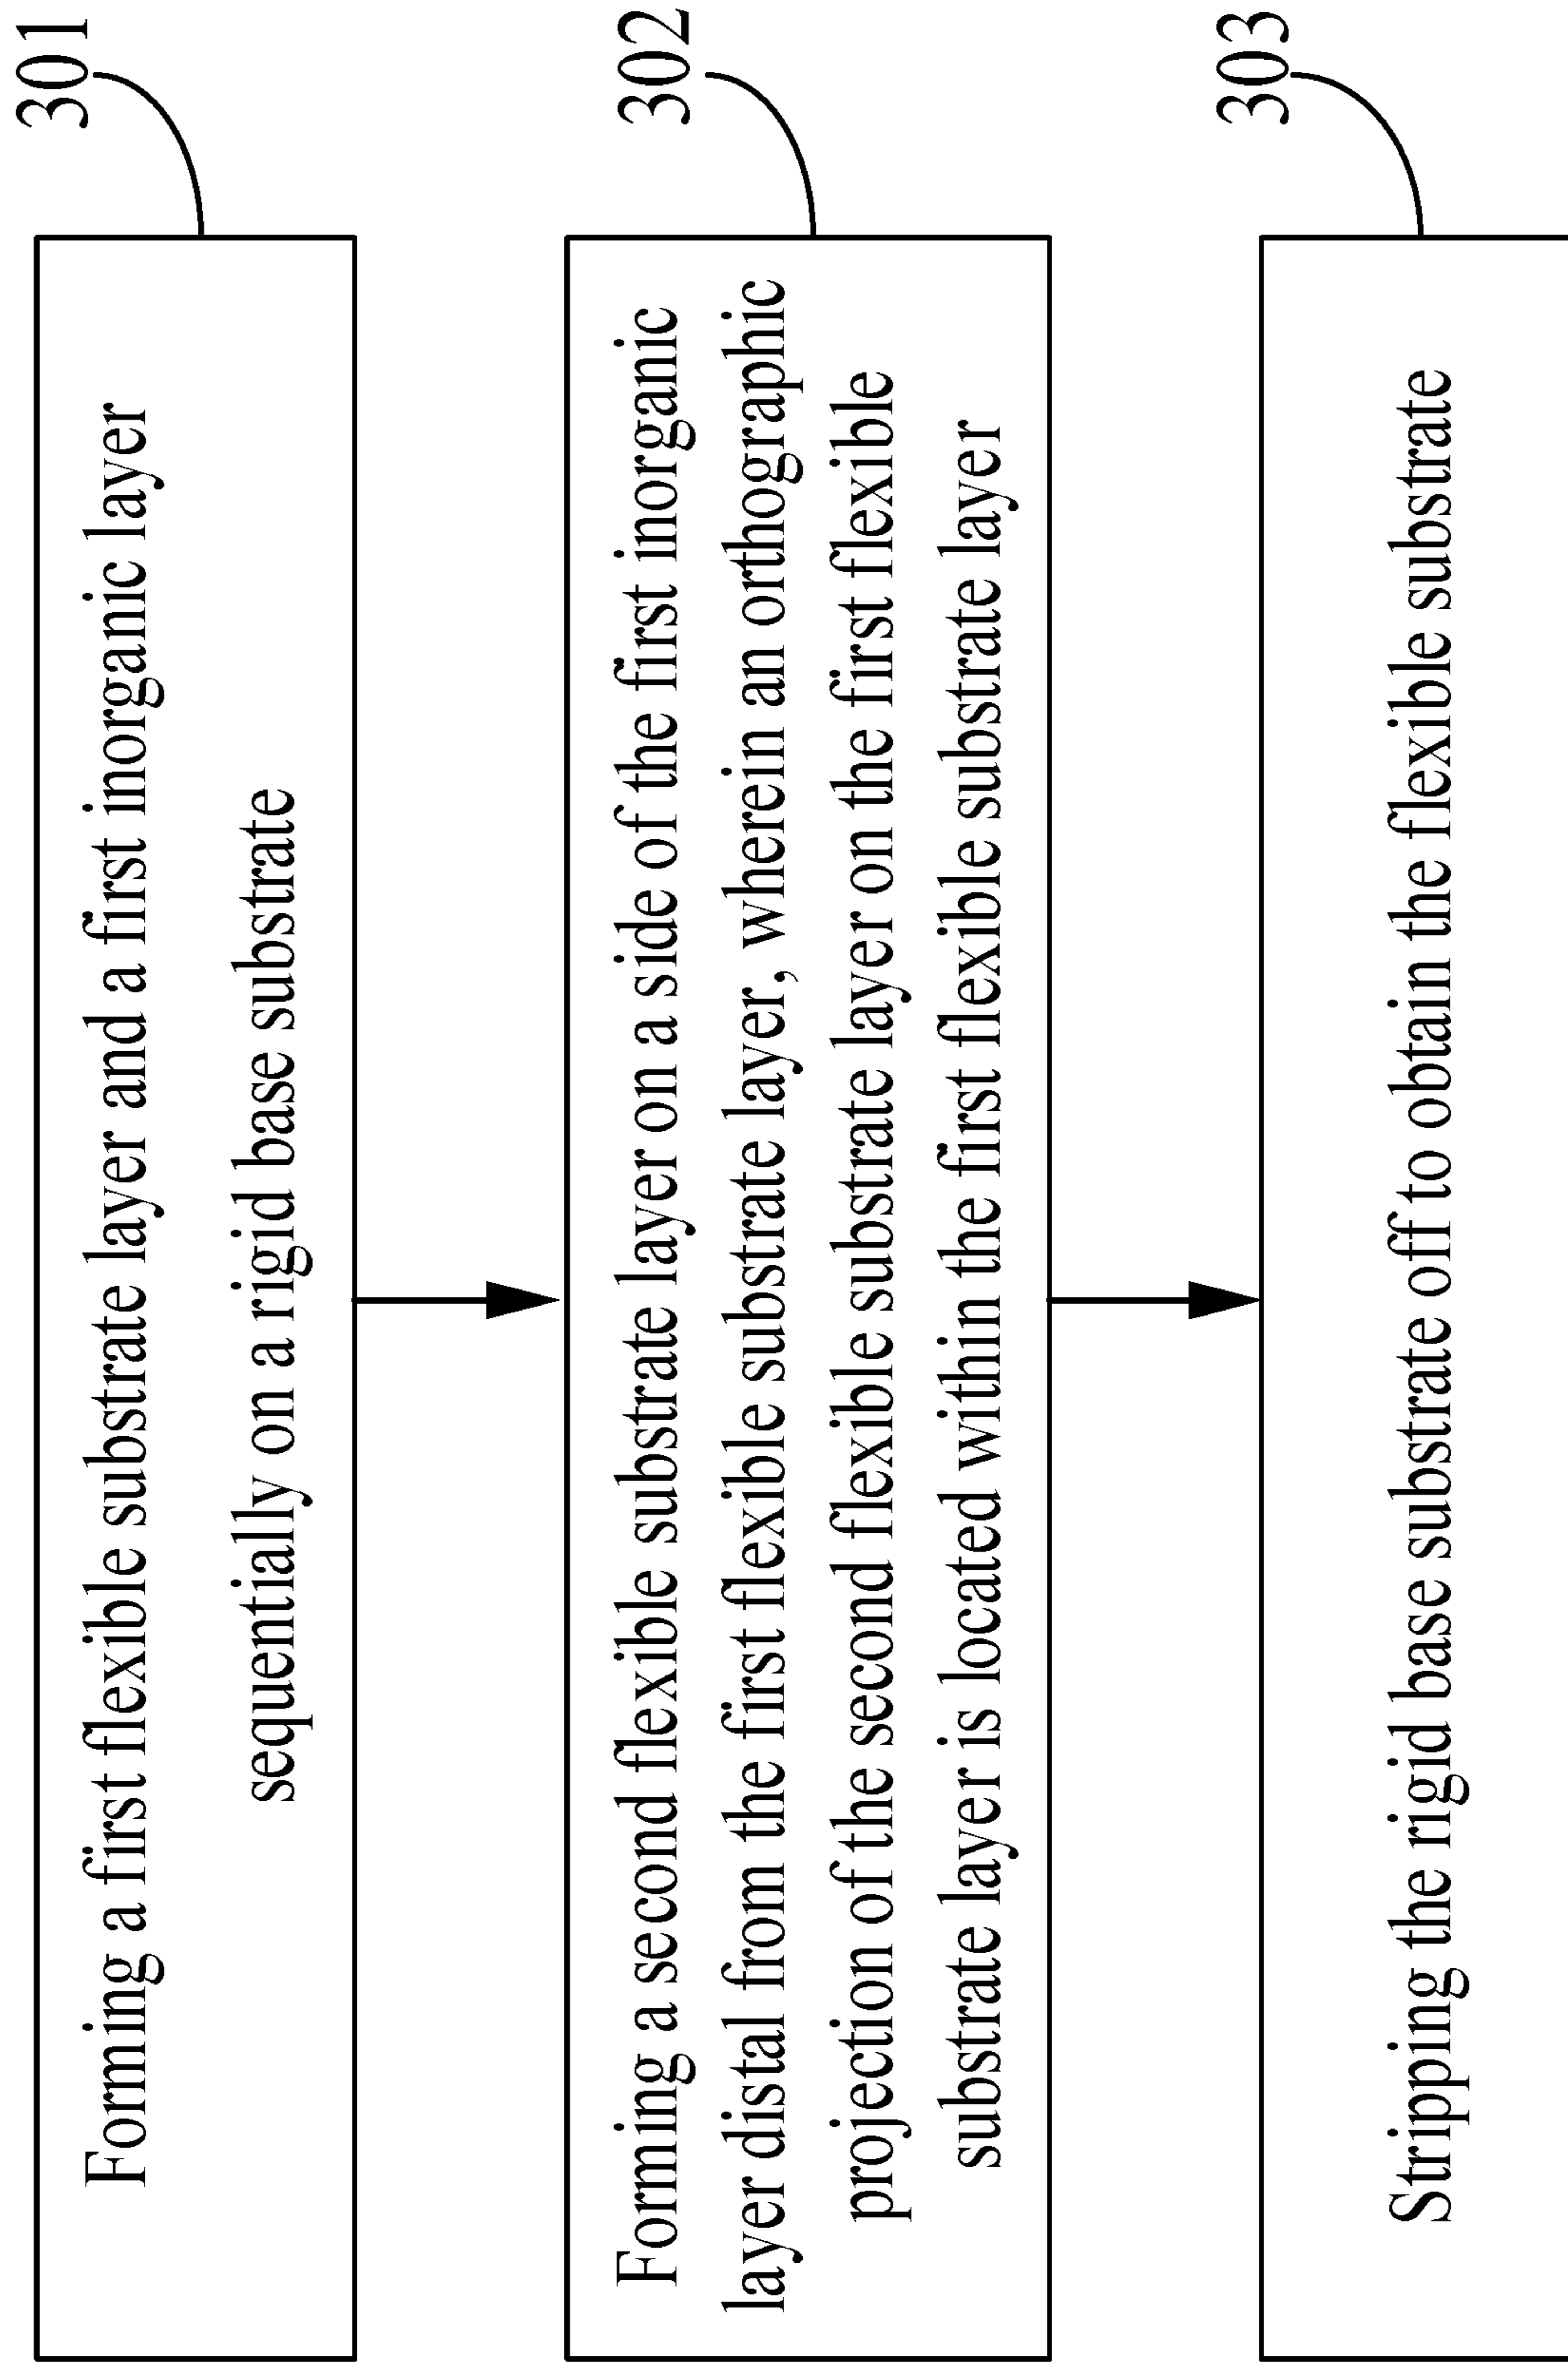 301
Forming a first flexible substrate layer and a first inorganic layer
sequentially on a rigid base substrate
302
Forming a second flexible substrate layer on a side of the first inorganic
layer distal from the first flexible substrate layer, wherein an orthographic
projection of the second flexible substrate layer on the first flexible
substrate layer is located within the first flexible substrate layer
303
Stripping the rigid base substrate off to obtain the flexible substrate